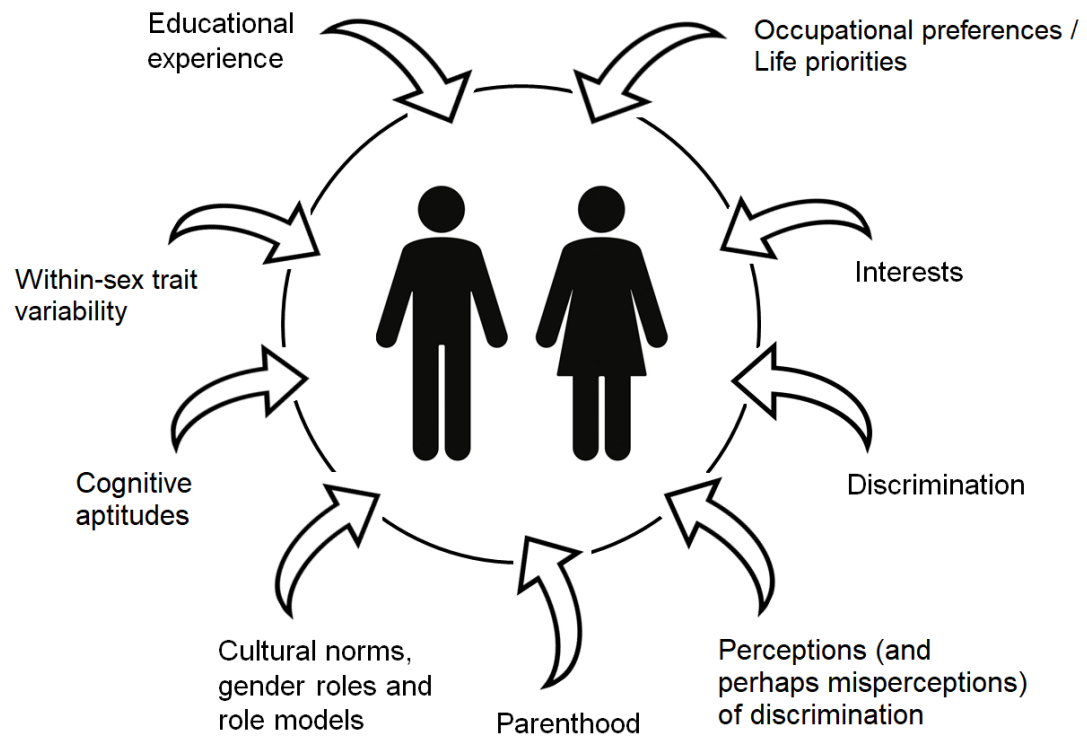 Educational
experience
Occupational preferences /
Life priorities
Within-sex trait
variability
Interests
Cognitive
aptitudes
Discrimination
Cultural norms,
gender roles and
role models
Parenthood
Perceptions (and
perhaps misperceptions)
of discrimination